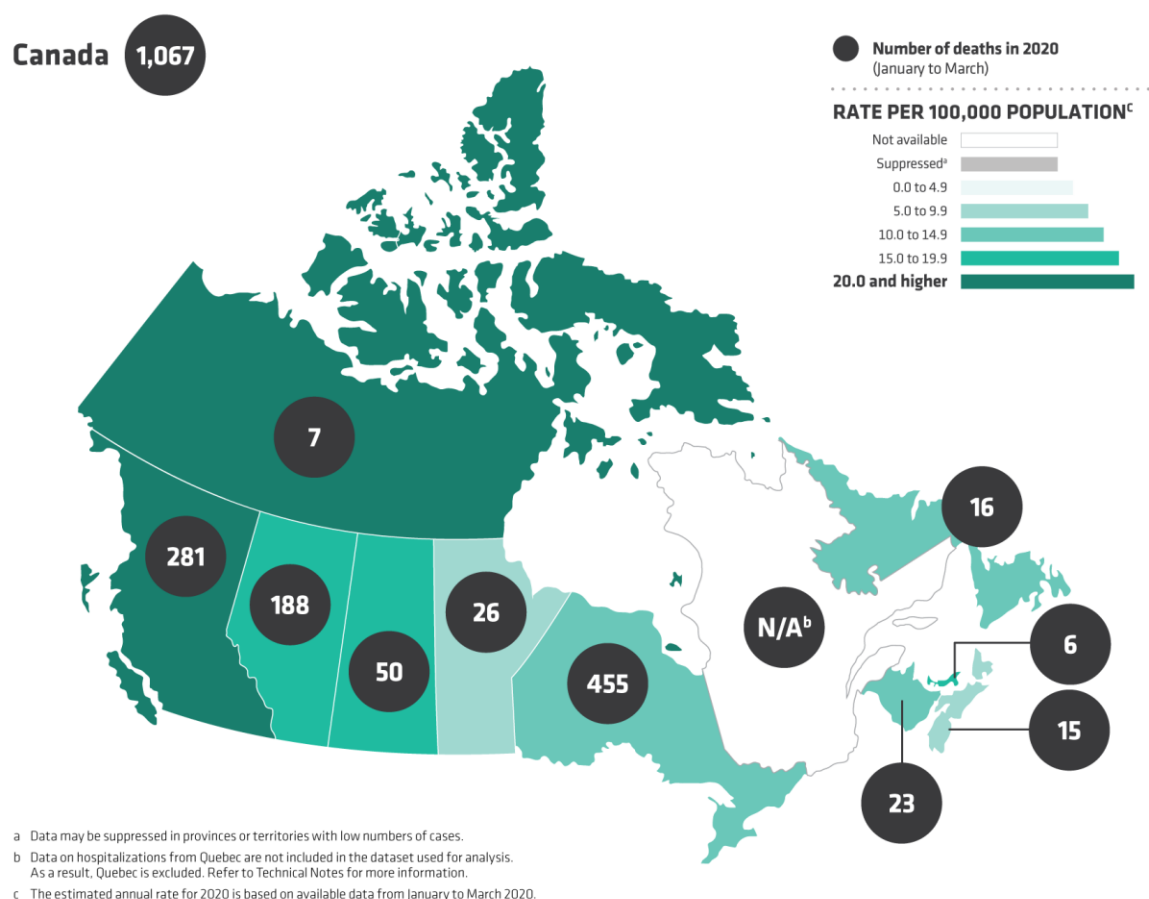 Canada 1,067
Number of deaths in 2020
(January to March)
RATE PER 100,000 POPULATIONᶜ
Not available
Suppressedᵃ
0.0 to 4.9
5.0 to 9.9
10.0 to 14.9
15.0 to 19.9
20.0 and higher
7
281
188
50
26
455
N/Aᵇ
16
6
15
23
a Data may be suppressed in provinces or territories with low numbers of cases.
b Data on hospitalizations from Quebec are not included in the dataset used for analysis.
As a result, Quebec is excluded. Refer to Technical Notes for more information.
c The estimated annual rate for 2020 is based on available data from January to March 2020.